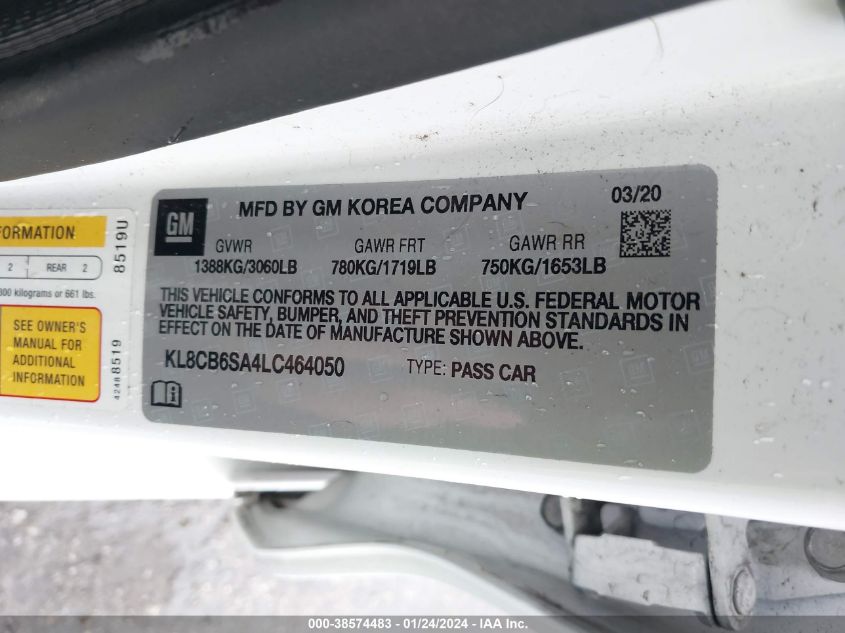 GM
MFD BY GM KOREA COMPANY
03/20
GVWR
1388KG/3060LB
GAWR FRT
780KG/1719LB
GAWR RR
750KG/1653LB
THIS VEHICLE CONFORMS TO ALL APPLICABLE U.S. FEDERAL MOTOR
VEHICLE SAFETY, BUMPER, AND THEFT PREVENTION STANDARDS IN
EFFECT ON THE DATE OF MANUFACTURE SHOWN ABOVE.
KL8CB6SA4LC464050
TYPE: PASS CAR
FORMATION
2 REAR 2
300 kilograms or 661 lbs.
SEE OWNER'S
MANUAL FOR
ADDITIONAL
INFORMATION
8519U
42488519
000-38574483 - 01/24/2024 - IAA Inc.